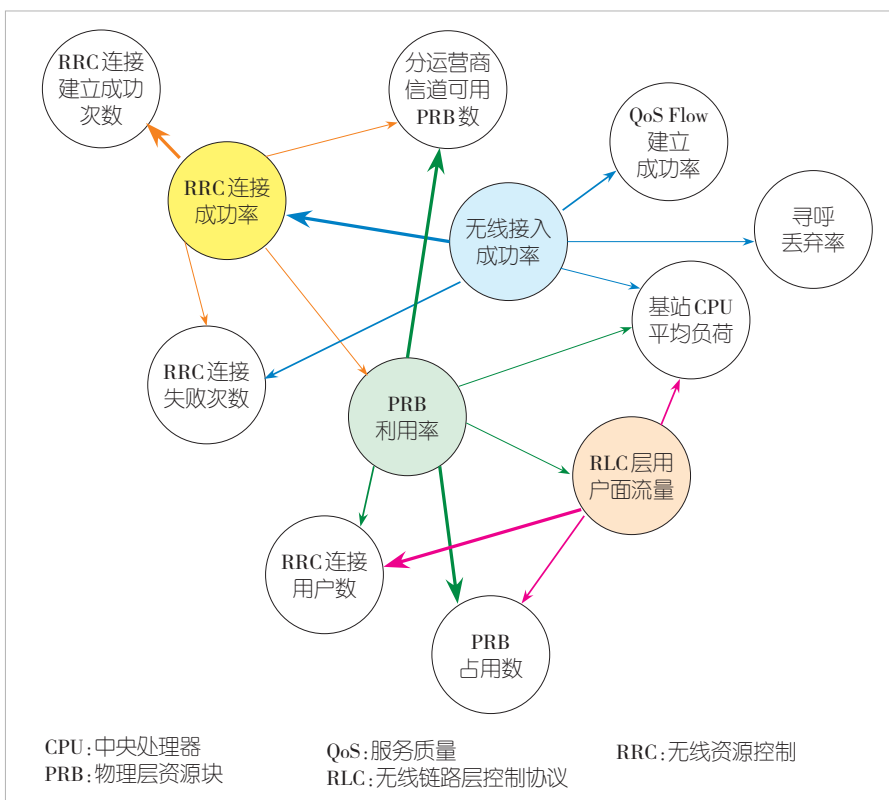 RRC连接
建立成功
次数
分运营商
信道可用
PRB数
QoS Flow
建立
成功率
RRC连接
成功率
无线接入
成功率
寻呼
丢弃率
基站CPU
平均负荷
RRC连接
失败次数
PRB
利用率
RLC层用
户面流量
RRC连接
用户数
PRB
占用数
CPU:中央处理器
QoS:服务质量
RRC:无线资源控制
PRB:物理层资源块
RLC:无线链路层控制协议